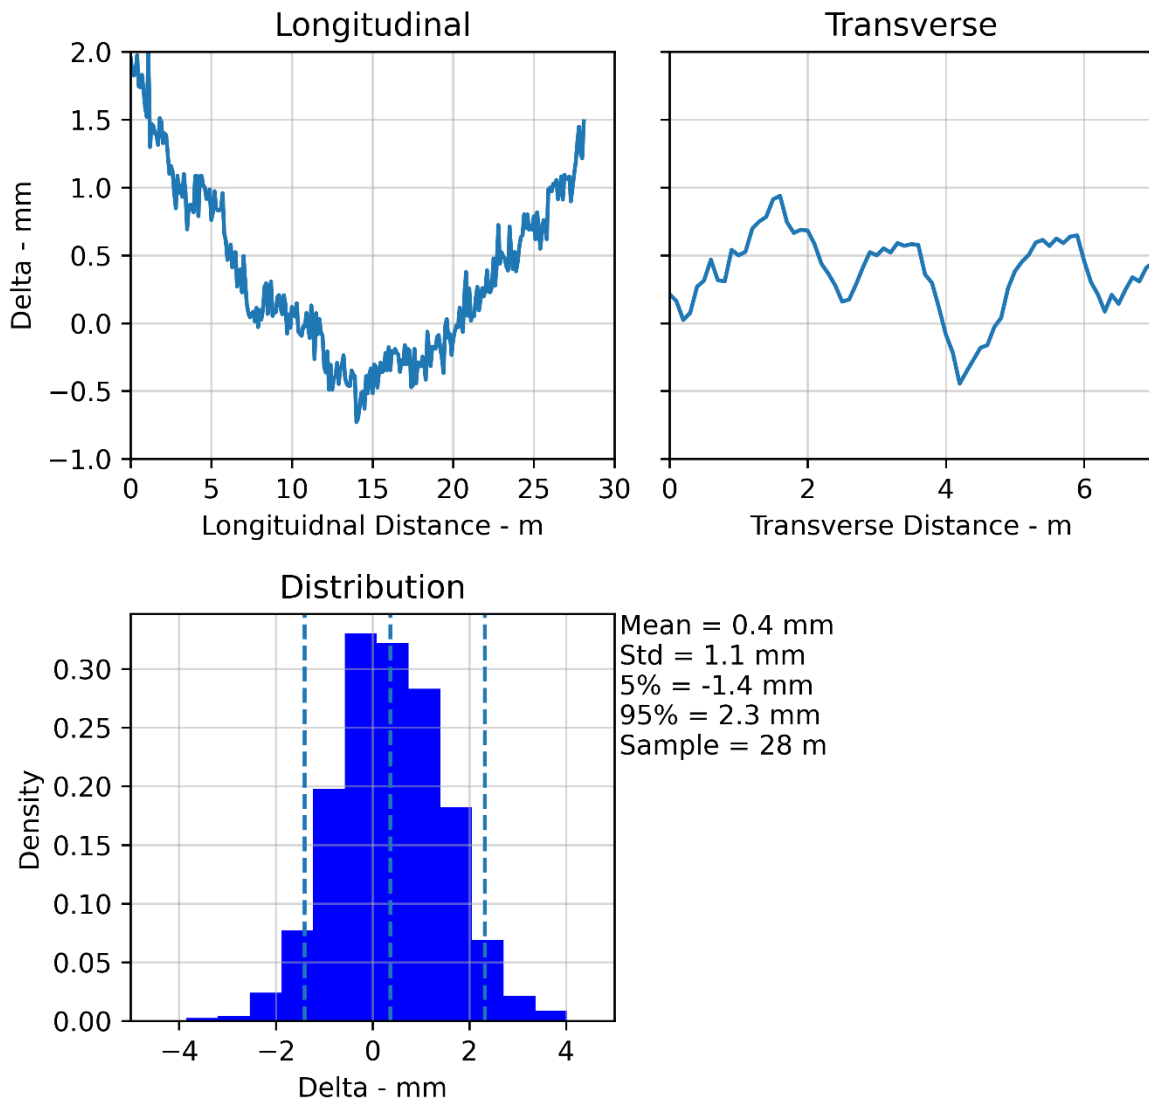 Longitudinal
Transverse
2.0
1.5
1.0
0.5
0.0
−0.5
−1.0
Delta - mm
0 5 10 15 20 25 30
0 2 4 6
Longituidnal Distance - m
Transverse Distance - m
Distribution
Mean = 0.4 mm
Std = 1.1 mm
5% = -1.4 mm
95% = 2.3 mm
Sample = 28 m
0.30
0.25
0.20
0.15
0.10
0.05
0.00
Density
−4 −2 0 2 4
Delta - mm